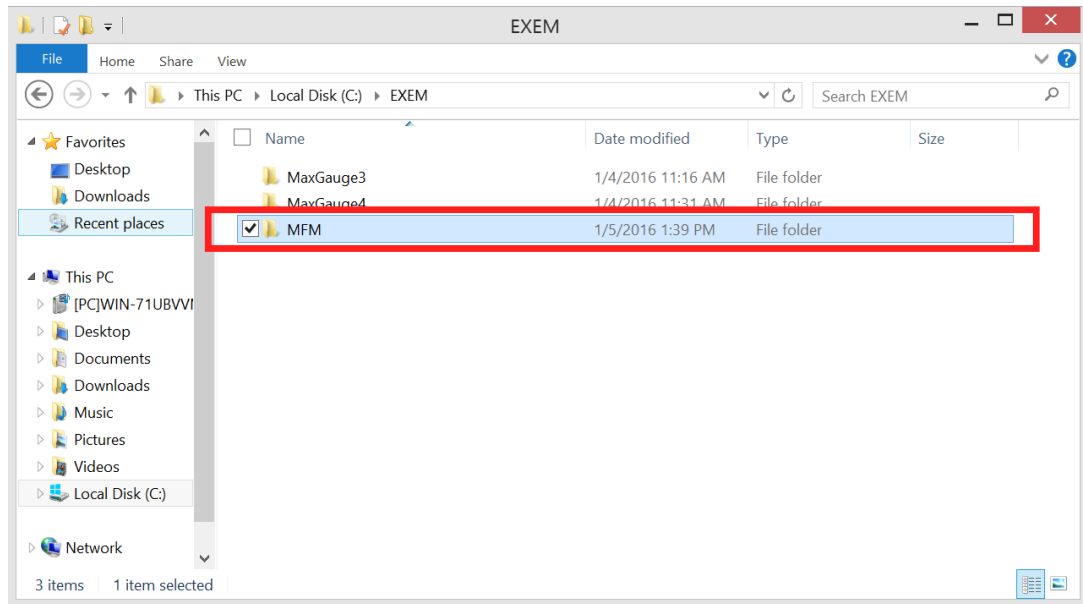 EXEM
File Home Share View
This PC Local Disk (C:) EXEM Search EXEM
Favorites
Desktop
Downloads
Recent places
This PC
[PC]WIN-71UBVV
Desktop
Documents
Downloads
Music
Pictures
Videos
Local Disk (C:)
Network
Name Date modified Type Size
MaxGauge3 1/4/2016 11:16 AM File folder
MaxGauge4 1/4/2016 11:31 AM File folder
MFM 1/5/2016 1:39 PM File folder
3 items 1 item selected